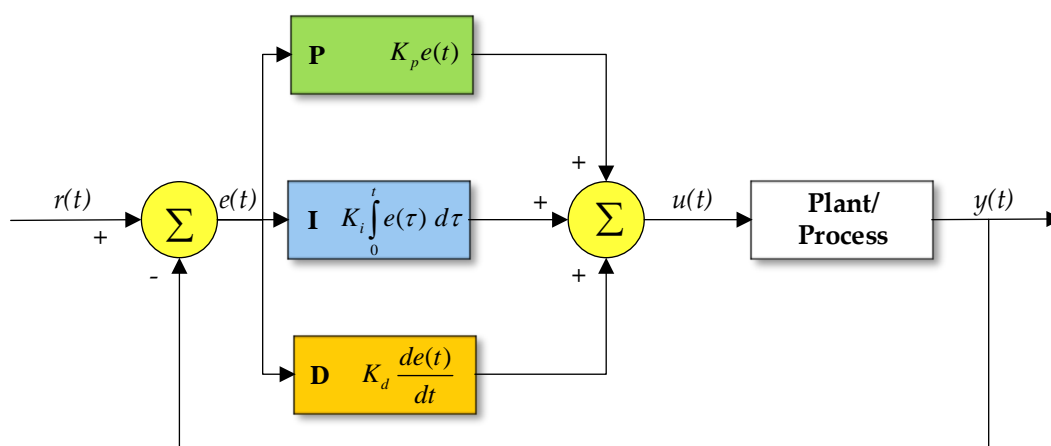 P K_p e(t)
+
r(t)
+
Σ
-
e(t)
I K_i ∫_0^t e(τ) dτ
+
Σ
+
u(t)
Plant/
Process
y(t)
D K_d de(t)/dt